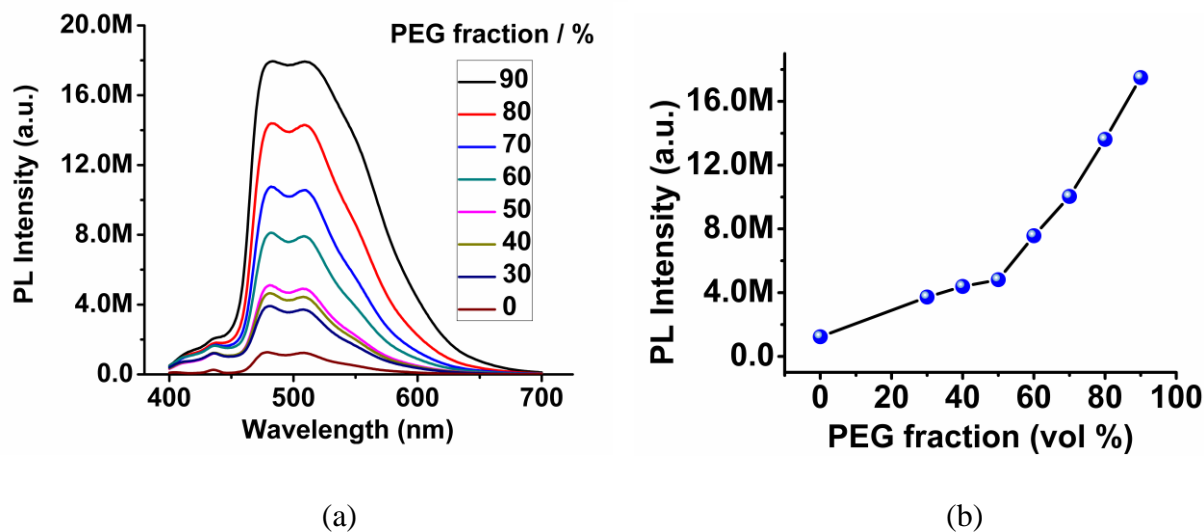 20.0M
16.0M
12.0M
8.0M
4.0M
0.0
PL Intensity (a.u.)
400 500 600 700
Wavelength (nm)
PEG fraction / %
90
80
70
60
50
40
30
0
(a)
16.0M
12.0M
8.0M
4.0M
0.0
PL Intensity (a.u.)
0 20 40 60 80 100
PEG fraction (vol %)
(b)